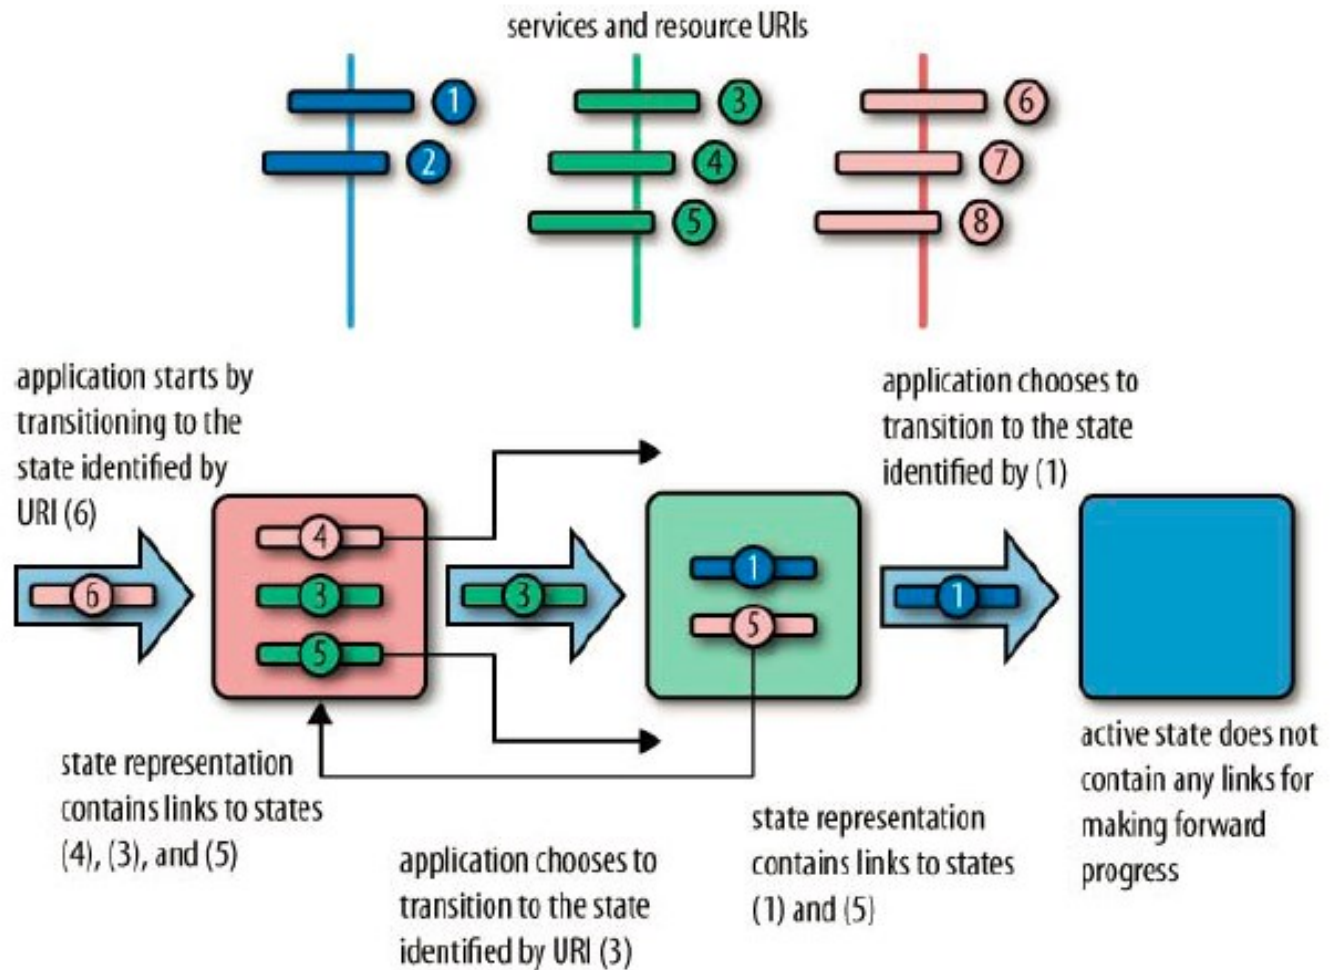 services and resource URIs
1
3
6
2
4
7
5
8
application starts by
transitioning to the
state identified by
URI (6)
application chooses to
transition to the state
identified by (1)
6
4
3
5
3
1
5
1
state representation
contains links to states
(4), (3), and (5)
application chooses to
transition to the state
identified by URI (3)
state representation
contains links to states
(1) and (5)
active state does not
contain any links for
making forward
progress